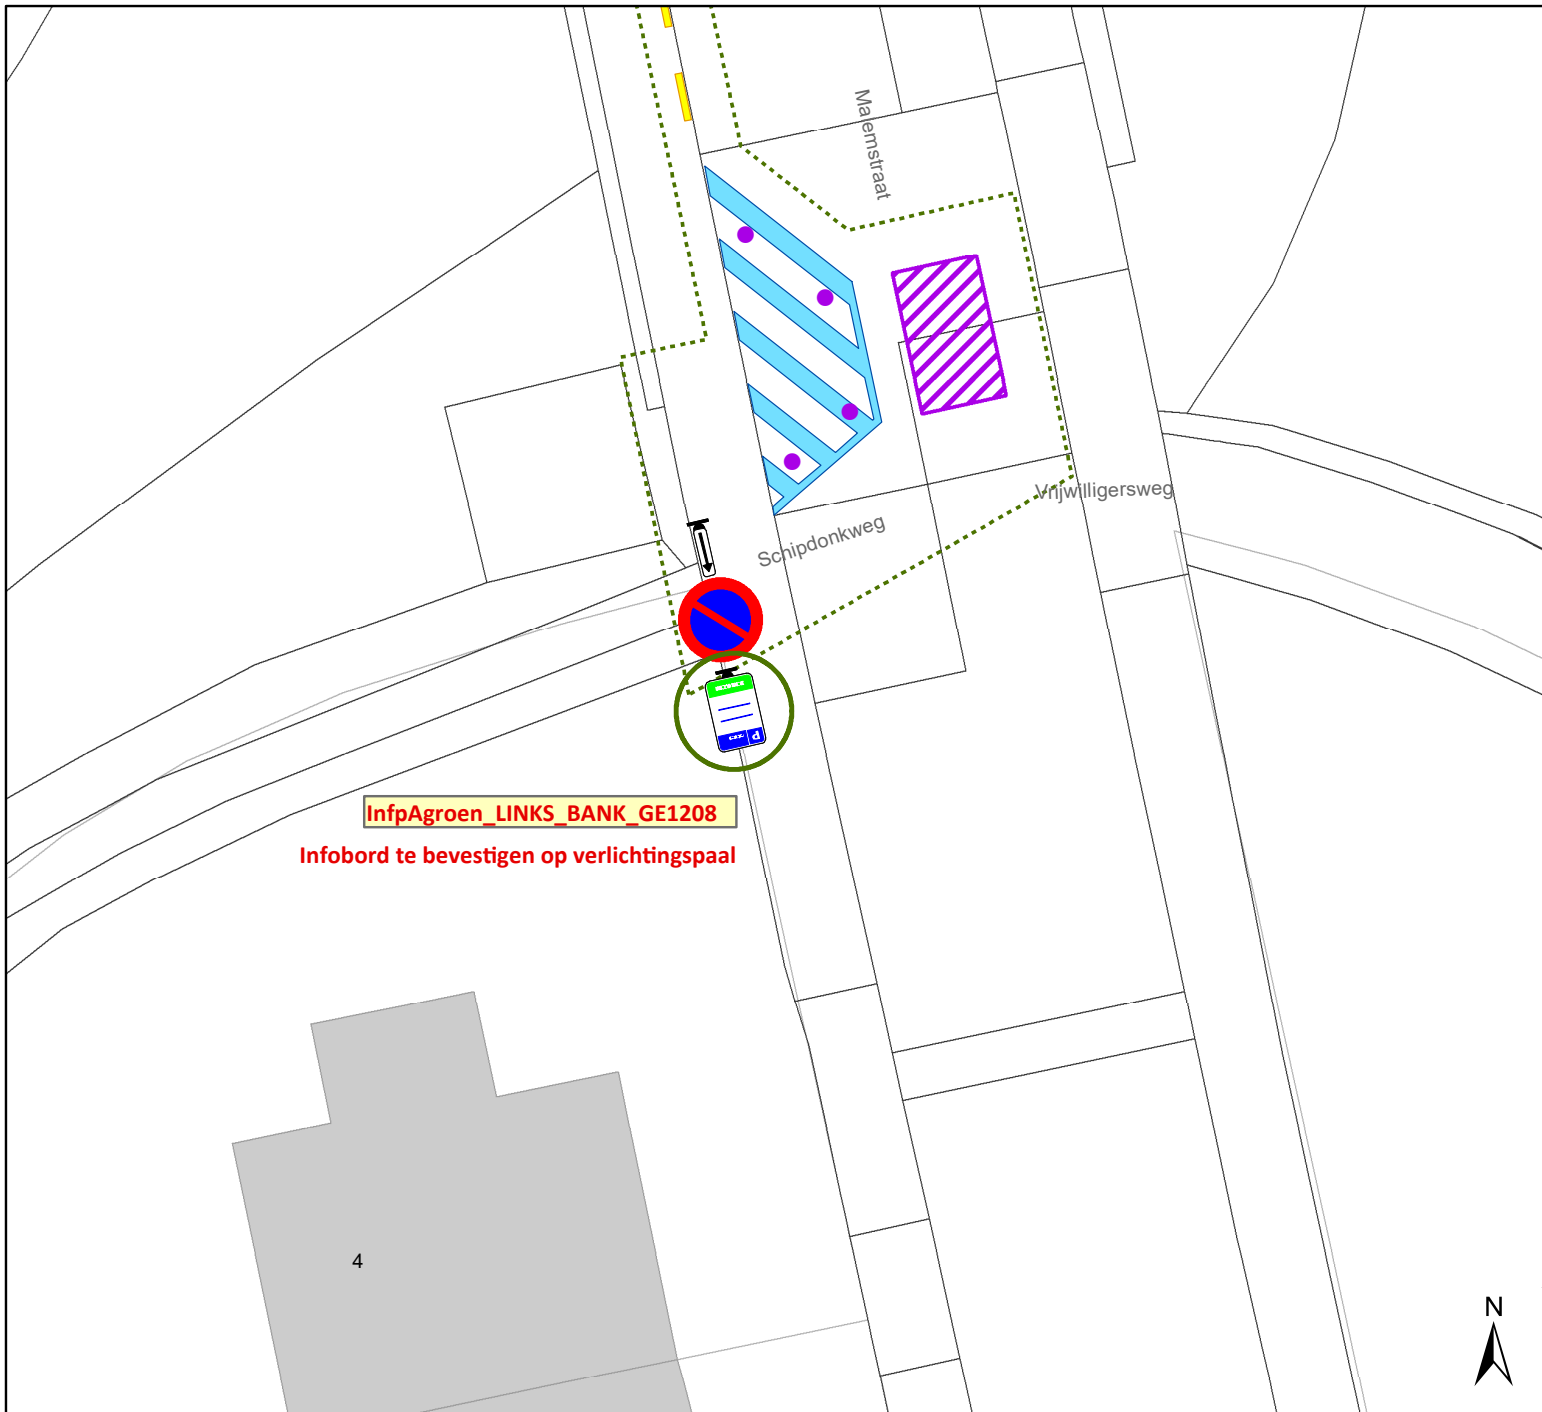 Malemstraat
Vrijwilligersweg
Schipdonkweg
P
InfpAgroen_LINKS_BANK_GE1208
Infobord te bevestigen op verlichtingspaal
4
N